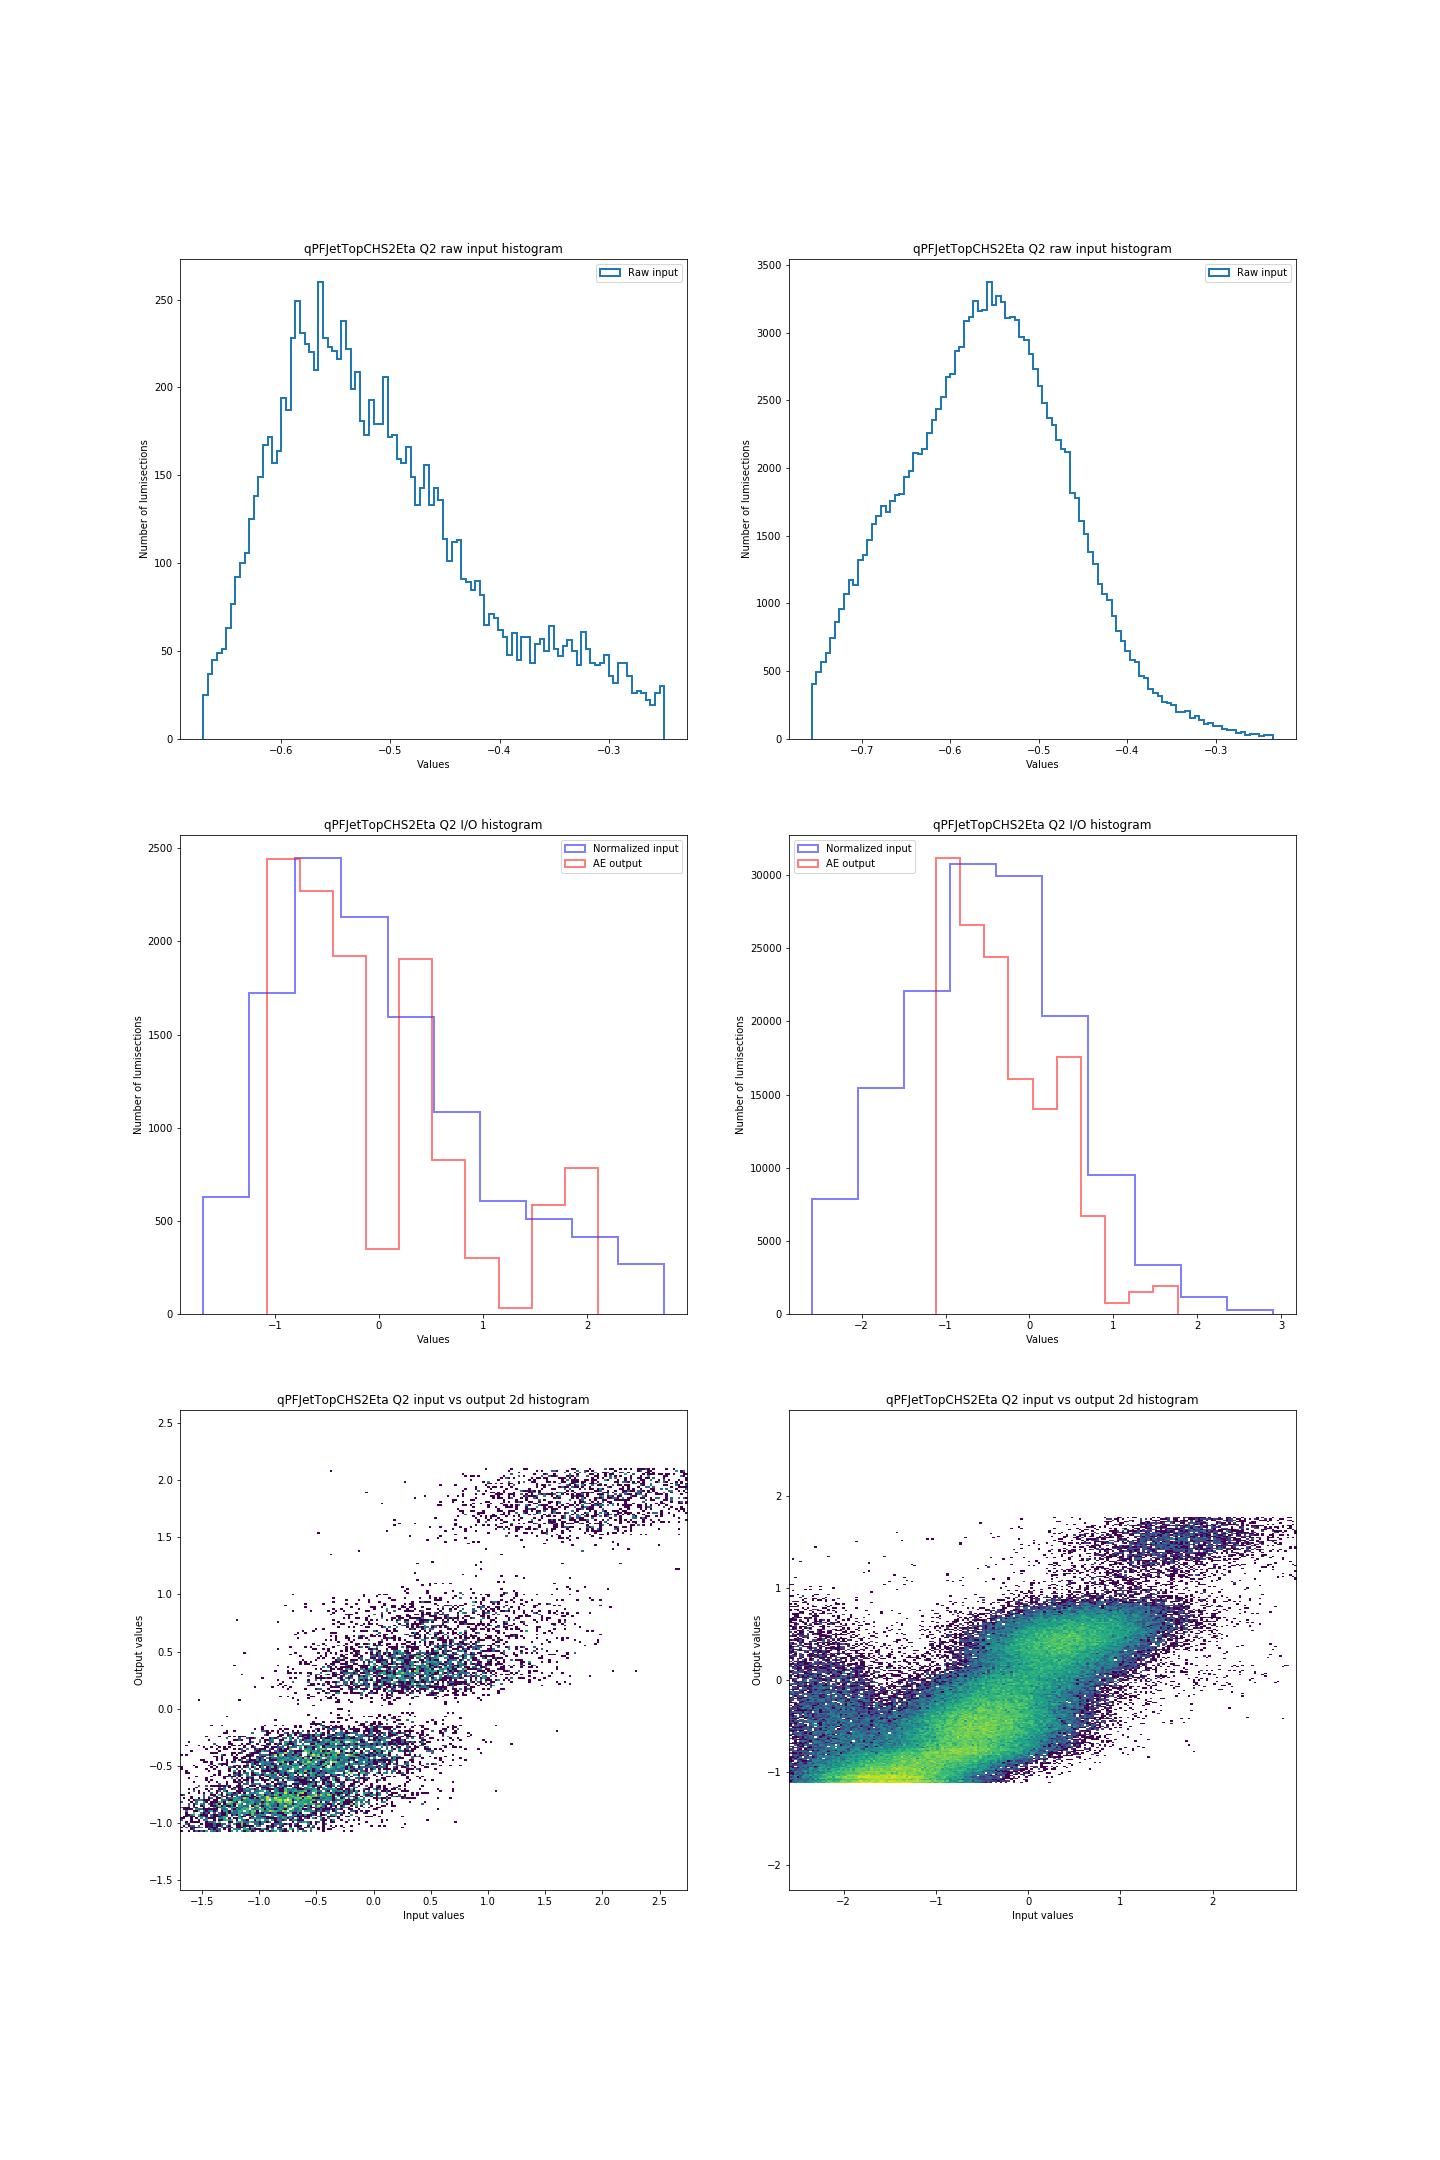 qPFJetTopCHS2Eta Q2 raw input histogram
Raw input
250
200
150
100
50
0
Number of lumisections
−0.6 −0.5 −0.4 −0.3
Values
qPFJetTopCHS2Eta Q2 raw input histogram
Raw input
3500
3000
2500
2000
1500
1000
500
0
Number of lumisections
−0.7 −0.6 −0.5 −0.4 −0.3
Values
qPFJetTopCHS2Eta Q2 I/O histogram
Normalized input
AE output
2500
2000
1500
1000
500
0
Number of lumisections
−1 0 1 2
Values
qPFJetTopCHS2Eta Q2 I/O histogram
Normalized input
AE output
30000
25000
20000
15000
10000
5000
0
Number of lumisections
−2 −1 0 1 2 3
Values
qPFJetTopCHS2Eta Q2 input vs output 2d histogram
2.5
2.0
1.5
1.0
0.5
0.0
−0.5
−1.0
−1.5
Output values
−1.5 −1.0 −0.5 0.0 0.5 1.0 1.5 2.0 2.5
Input values
qPFJetTopCHS2Eta Q2 input vs output 2d histogram
2
1
0
−1
−2
Output values
−2 −1 0 1 2
Input values